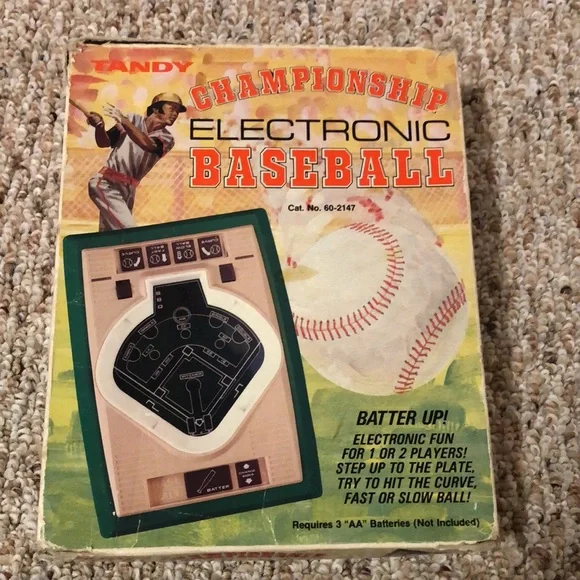 TANDY
CHAMPIONSHIP
ELECTRONIC
BASEBALL
Cat. No. 60-2147
BATTER
BATTER UP!
ELECTRONIC FUN
FOR 1 OR 2 PLAYERS!
STEP UP TO THE PLATE,
TRY TO HIT THE CURVE,
FAST OR SLOW BALL!
Requires 3 "AA" Batteries (Not Included)